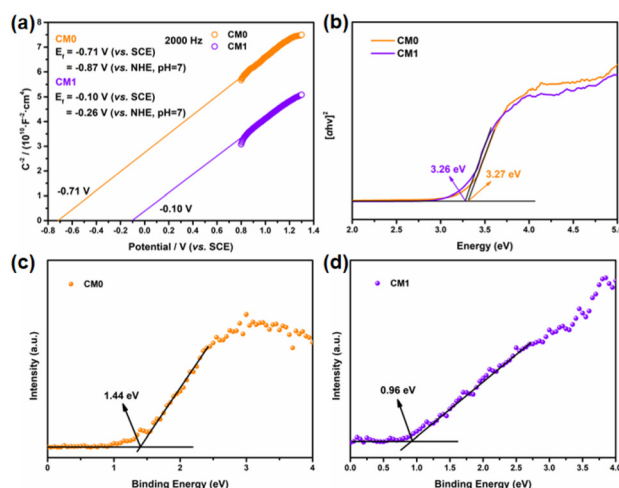 (a)
CM0
2000 Hz
CM0
CM1
E_f = -0.71 V (vs. SCE)
= -0.87 V (vs. NHE, pH=7)
CM1
E_f = -0.10 V (vs. SCE)
= -0.26 V (vs. NHE, pH=7)
-0.71 V
-0.10 V
C⁻² / (10¹⁰·F⁻²·cm⁴)
8
7
6
5
4
3
2
1
0
-0.8 -0.6 -0.4 -0.2 0.0 0.2 0.4 0.6 0.8 1.0 1.2 1.4
Potential / V (vs. SCE)
(b)
CM0
CM1
3.26 eV
3.27 eV
[αhv]²
2.0 2.5 3.0 3.5 4.0 4.5 5.0
Energy (eV)
(c)
CM0
1.44 eV
Intensity (a.u.)
0 1 2 3 4
Binding Energy (eV)
(d)
CM1
0.96 eV
Intensity (a.u.)
0.0 0.5 1.0 1.5 2.0 2.5 3.0 3.5 4.0
Binding Energy (eV)